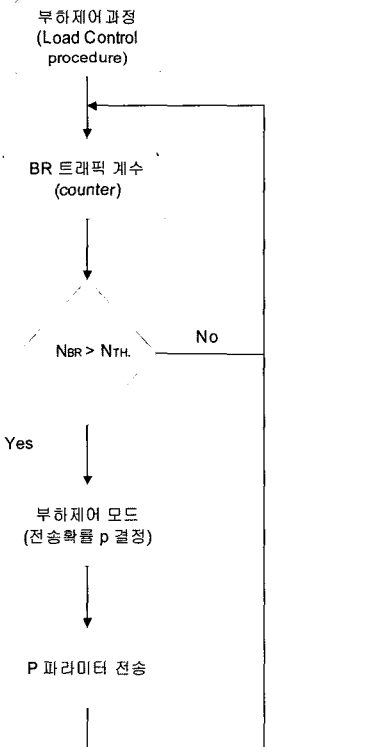 부하제어과정
(Load Control
procedure)
BR 트래픽 계수
(counter)
NBR > NTH.
No
Yes
부하제어 모드
(전송확률 p 결정)
P 파라미터 전송